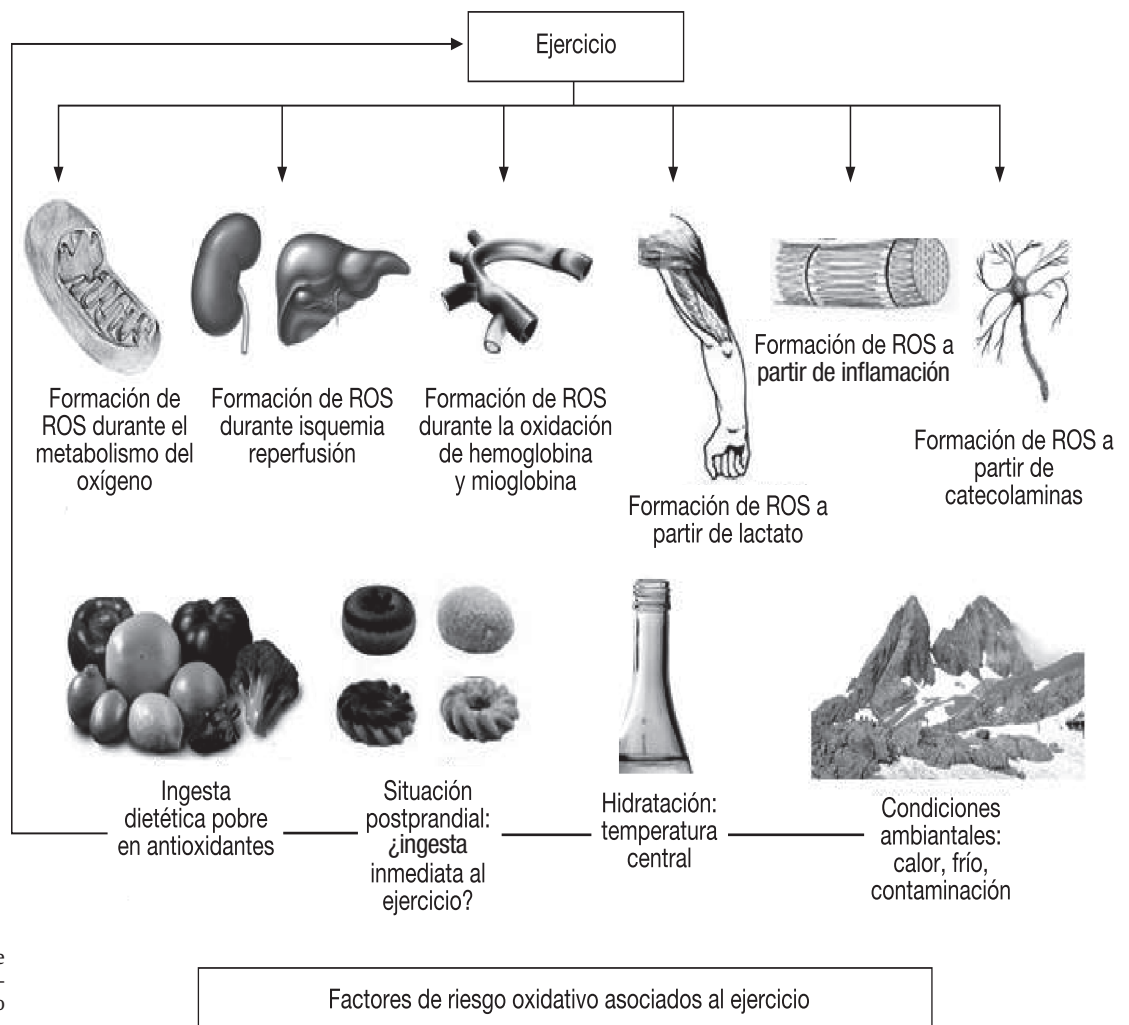 Ejercicio
Formación de
ROS durante el
metabolismo del
oxígeno
Formación de ROS
durante isquemia
reperfusión
Formación de ROS
durante la oxidación
de hemoglobina
y mioglobina
Formación de ROS a
partir de lactato
Formación de ROS a
partir de inflamación
Formación de ROS a
partir de
catecolaminas
Ingesta
dietética pobre
en antioxidantes
Situación
postprandial:
¿ingesta
inmediata al
ejercicio?
Hidratación:
temperatura
central
Condiciones
ambiantales:
calor, frío,
contaminación
e
-
o
Factores de riesgo oxidativo asociados al ejercicio